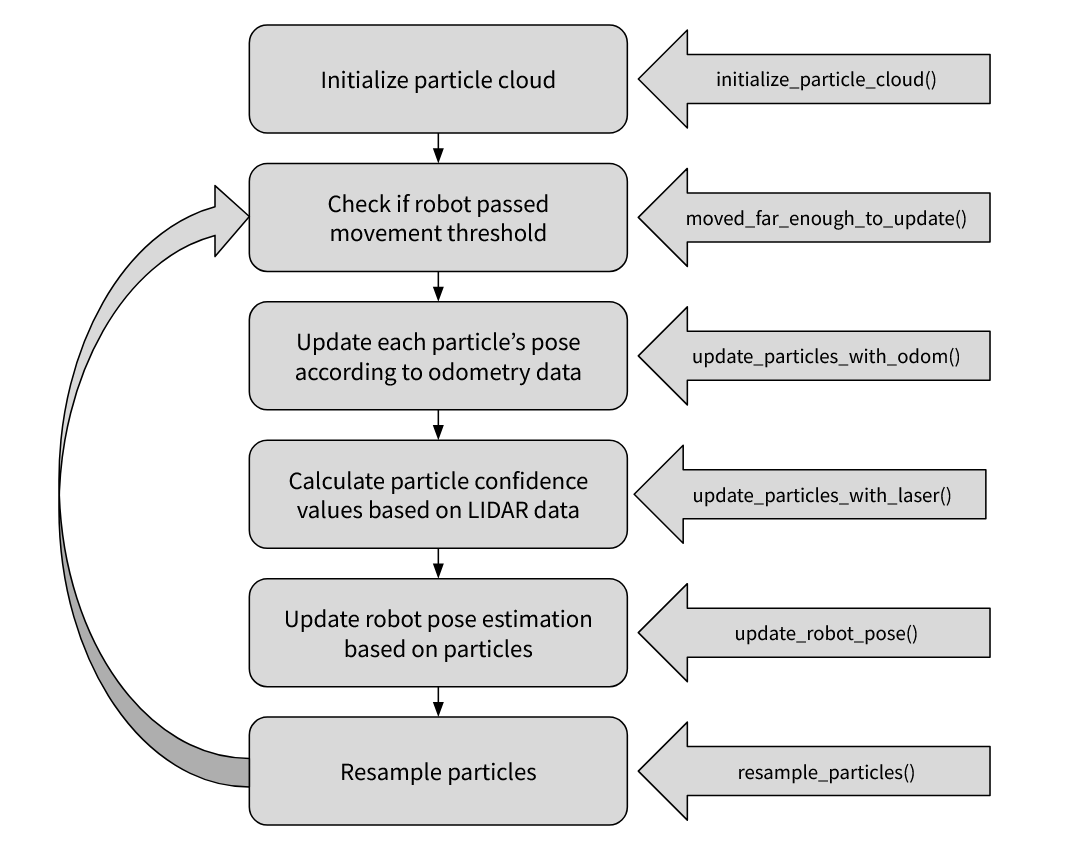 Initialize particle cloud
initialize_particle_cloud()
Check if robot passed
movement threshold
moved_far_enough_to_update()
Update each particle’s pose
according to odometry data
update_particles_with_odom()
Calculate particle confidence
values based on LIDAR data
update_particles_with_laser()
Update robot pose estimation
based on particles
update_robot_pose()
Resample particles
resample_particles()